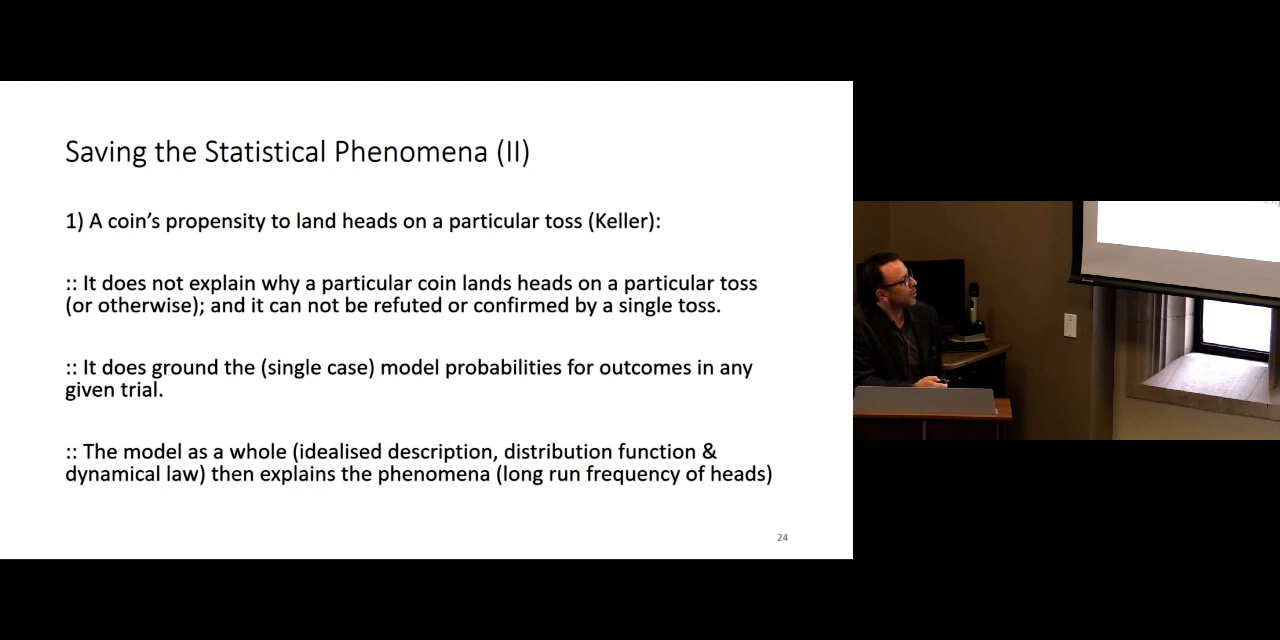 Saving the Statistical Phenomena (II)
1) A coin’s propensity to land heads on a particular toss (Keller):
:: It does not explain why a particular coin lands heads on a particular toss
(or otherwise); and it can not be refuted or confirmed by a single toss.
:: It does ground the (single case) model probabilities for outcomes in any
given trial.
:: The model as a whole (idealised description, distribution function &
dynamical law) then explains the phenomena (long run frequency of heads)
24